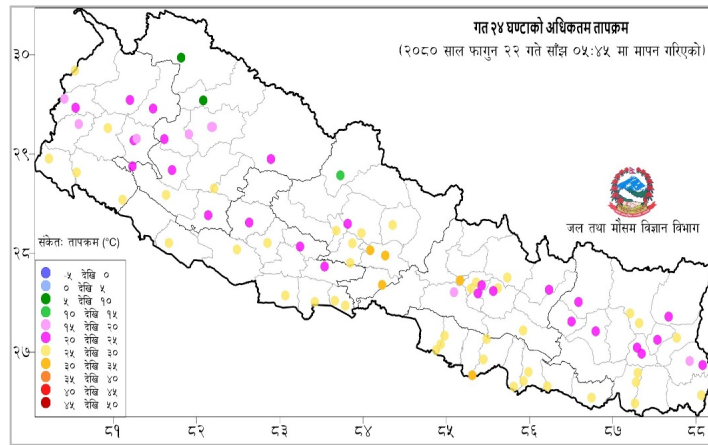 गत २४ घण्टाको अधिकतम तापक्रम
(२०८० साल फागुन २२ गते साँझ ०५:४५ मा मापन गरिएको)
३०
२९
२८
२७
जल तथा मौसम विज्ञान विभाग
संकेतः तापक्रम (°C)
-५ देखि ०
० देखि ५
५ देखि १०
१० देखि १५
१५ देखि २०
२० देखि २५
२५ देखि ३०
३० देखि ३५
३५ देखि ४०
४० देखि ४५
४५ देखि ५०
८१ ८२ ८३ ८४ ८५ ८६ ८७ ८८